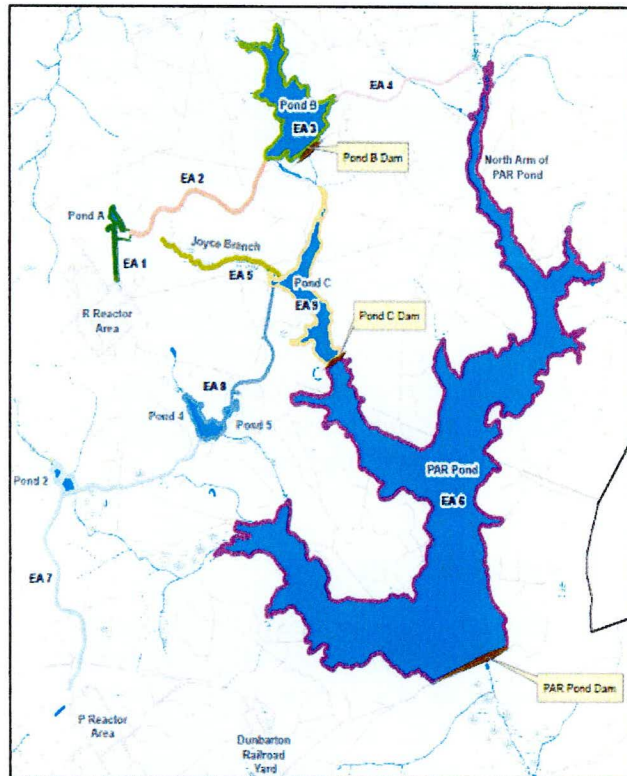 Pond B
EA 3
EA 4
Pond B Dam
North Arm of
PAR Pond
EA 2
Pond A
Joyce Branch
EA 1
EA 5
Pond C
EA 9
R Reactor
Area
Pond C Dam
EA 8
Pond 4
Pond 5
PAR Pond
EA 6
Pond 2
EA 7
PAR Pond Dam
P Reactor
Area
Dunbarton
Railroad
Yard